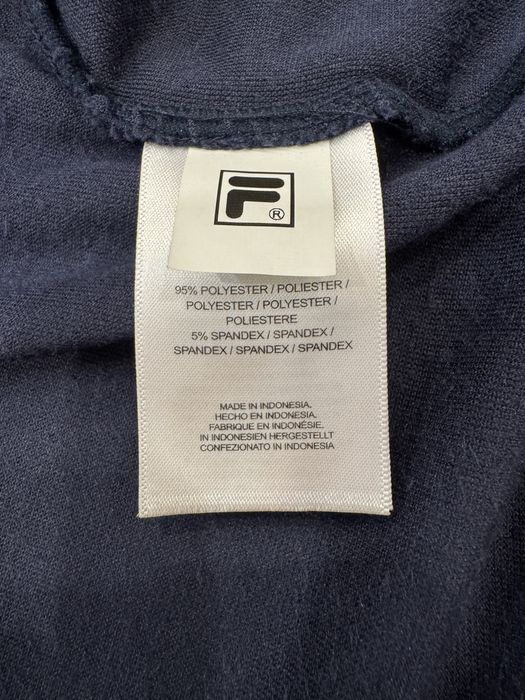 F®
95% POLYESTER / POLIESTER /
POLYESTER / POLYESTER /
POLIESTERE
5% SPANDEX / SPANDEX /
SPANDEX / SPANDEX / SPANDEX
MADE IN INDONESIA.
HECHO EN INDONESIA.
FABRIQUE EN INDONÉSIE.
IN INDONESIEN HERGESTELLT
CONFEZIONATO IN INDONESIA